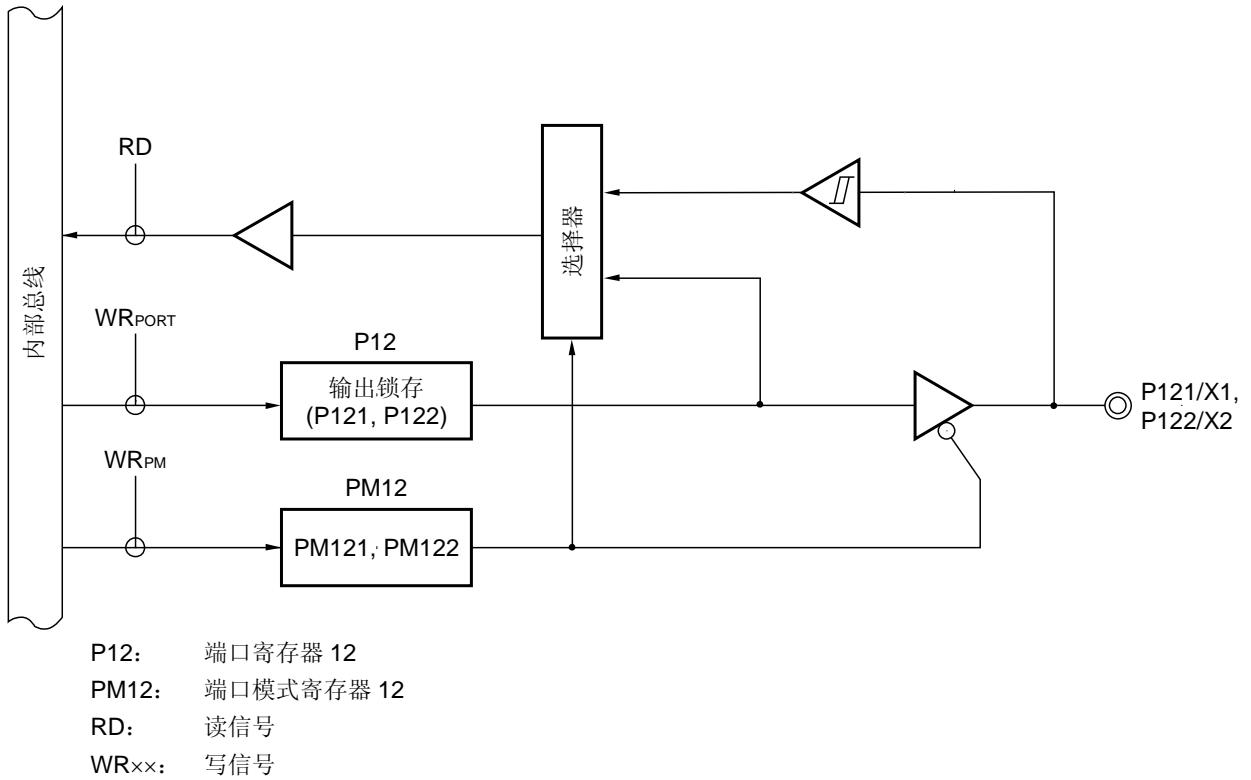 RD
内部总线
选择器
WRPORT
P12
输出锁存
(P121, P122)
P121/X1,
P122/X2
WRPM
PM12
PM121, PM122
P12： 端口寄存器 12
PM12： 端口模式寄存器 12
RD： 读信号
WR××： 写信号